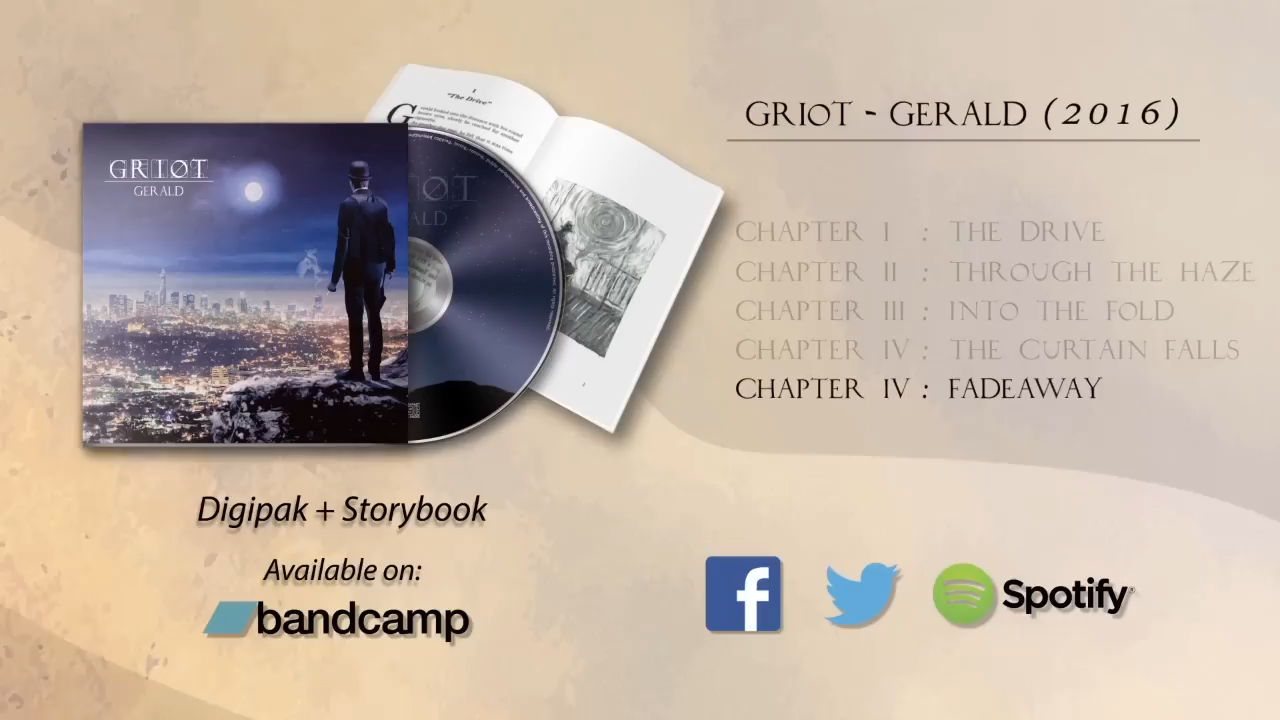 GRIOT - GERALD (2016)
CHAPTER I : THE DRIVE
CHAPTER II : THROUGH THE HAZE
CHAPTER III : INTO THE FOLD
CHAPTER IV : THE CURTAIN FALLS
CHAPTER IV : FADEAWAY
GRIOT
GERALD
I
"The Drive"
Digipak + Storybook
Available on:
bandcamp
Spotify